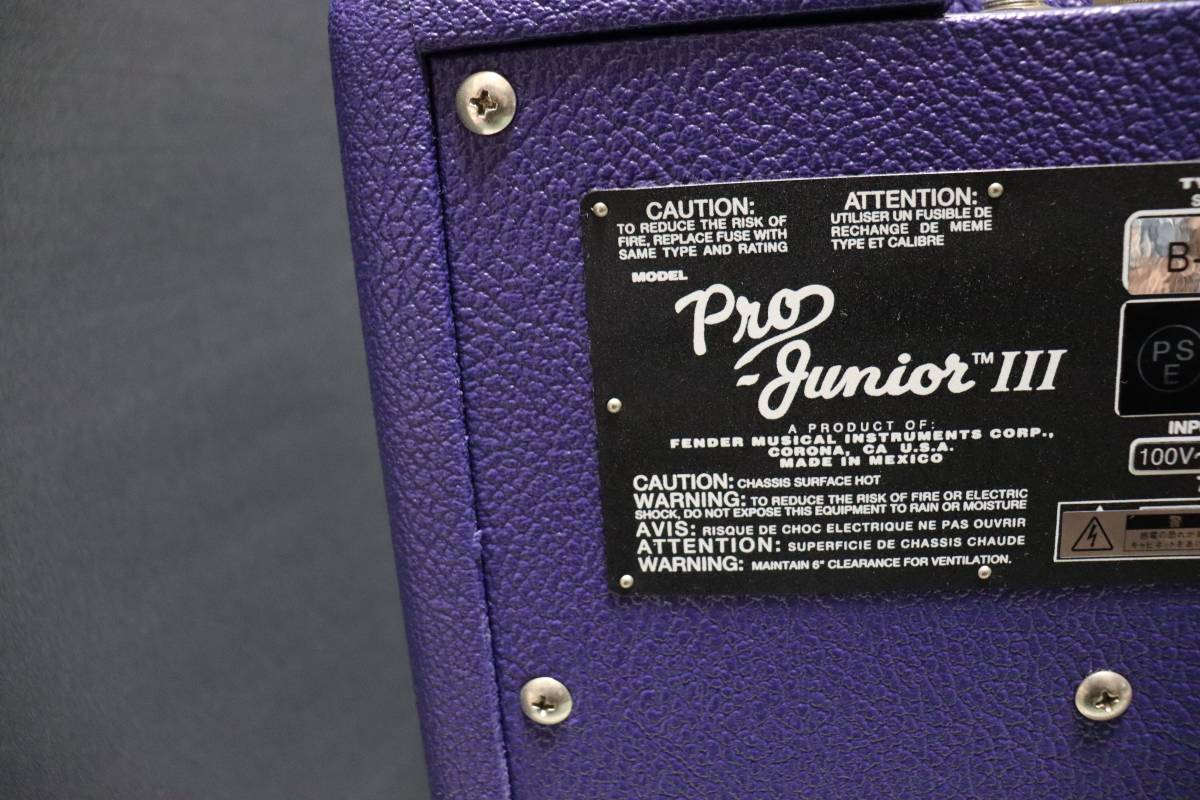 CAUTION:
TO REDUCE THE RISK OF
FIRE, REPLACE FUSE WITH
SAME TYPE AND RATING
ATTENTION:
UTILISER UN FUSIBLE DE
RECHANGE DE MEME
TYPE ET CALIBRE
MODEL
Pro
Junior™ III
A PRODUCT OF:
FENDER MUSICAL INSTRUMENTS CORP.,
CORONA, CA U.S.A.
MADE IN MEXICO
CAUTION: CHASSIS SURFACE HOT
WARNING: TO REDUCE THE RISK OF FIRE OR ELECTRIC
SHOCK, DO NOT EXPOSE THIS EQUIPMENT TO RAIN OR MOISTURE
AVIS: RISQUE DE CHOC ELECTRIQUE NE PAS OUVRIR
ATTENTION: SUPERFICIE DE CHASSIS CHAUDE
WARNING: MAINTAIN 6" CLEARANCE FOR VENTILATION.
B-
PS
E
100V~